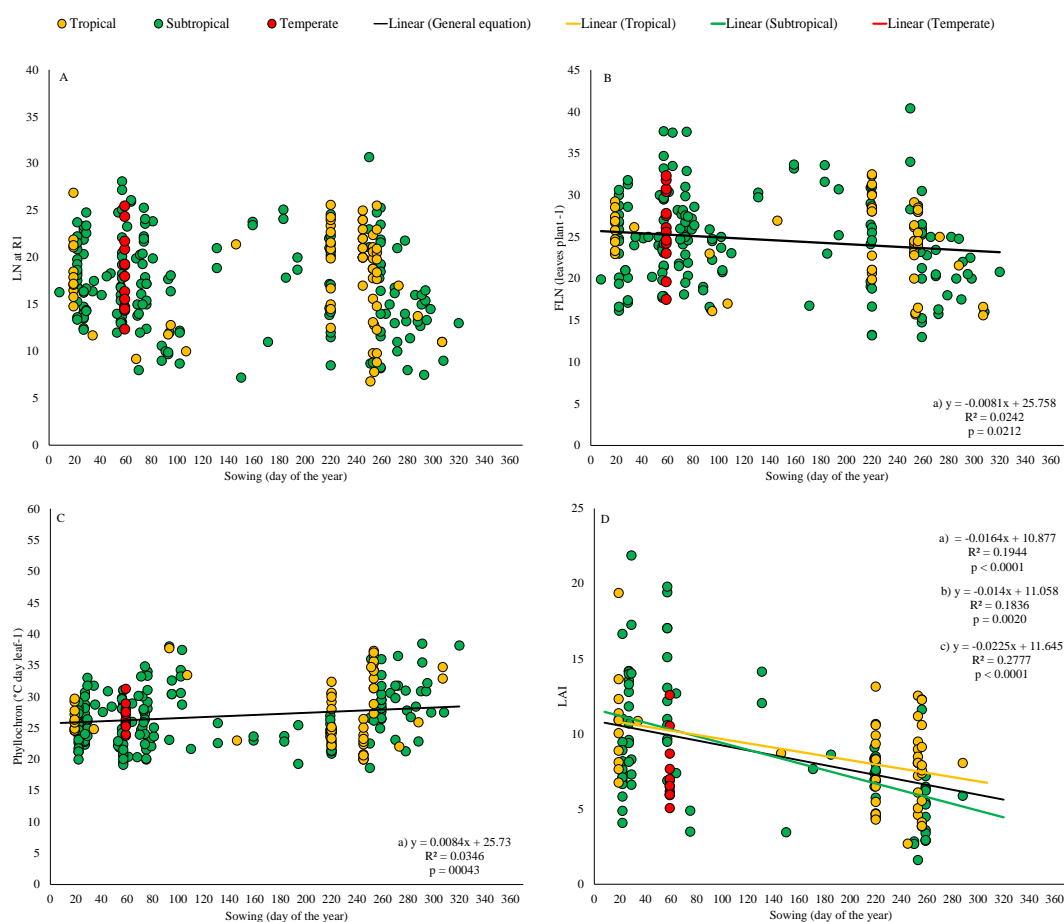 Tropical Subtropical Temperate Linear (General equation) Linear (Tropical) Linear (Subtropical) Linear (Temperate)
A
LN at R1
40
35
30
25
20
15
10
5
0
0 20 40 60 80 100 120 140 160 180 200 220 240 260 280 300 320 340 360
Sowing (day of the year)
B
FLN (leaves plant -1)
45
40
35
30
25
20
15
10
5
0
a) y = -0.0081x + 25.758
R² = 0.0242
p = 0.0212
0 20 40 60 80 100 120 140 160 180 200 220 240 260 280 300 320 340 360
Sowing (day of the year)
C
Phyllochron (°C day leaf-1)
60
55
50
45
40
35
30
25
20
15
10
5
0
a) y = 0.0084x + 25.73
R² = 0.0346
p = 00043
0 20 40 60 80 100 120 140 160 180 200 220 240 260 280 300 320 340 360
Sowing (day of the year)
D
LAI
25
20
15
10
5
0
a) = -0.0164x + 10.877
R² = 0.1944
p < 0.0001
b) y = -0.014x + 11.058
R² = 0.1836
p = 0.0020
c) y = -0.0225x + 11.645
R² = 0.2777
p < 0.0001
0 20 40 60 80 100 120 140 160 180 200 220 240 260 280 300 320 340 360
Sowing (day of the year)